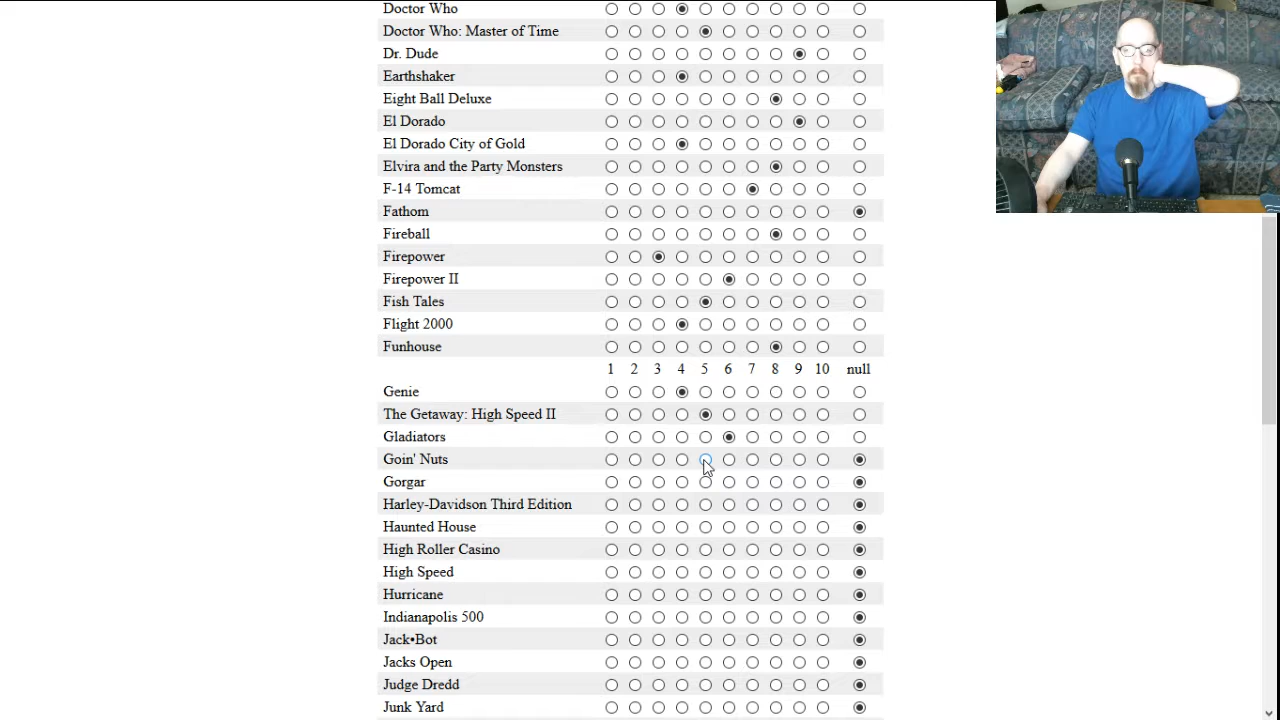 Doctor Who
Doctor Who: Master of Time
Dr. Dude
Earthshaker
Eight Ball Deluxe
El Dorado
El Dorado City of Gold
Elvira and the Party Monsters
F-14 Tomcat
Fathom
Fireball
Firepower
Firepower II
Fish Tales
Flight 2000
Funhouse
1 2 3 4 5 6 7 8 9 10 null
Genie
The Getaway: High Speed II
Gladiators
Goin' Nuts
Gorgar
Harley-Davidson Third Edition
Haunted House
High Roller Casino
High Speed
Hurricane
Indianapolis 500
Jack•Bot
Jacks Open
Judge Dredd
Junk Yard